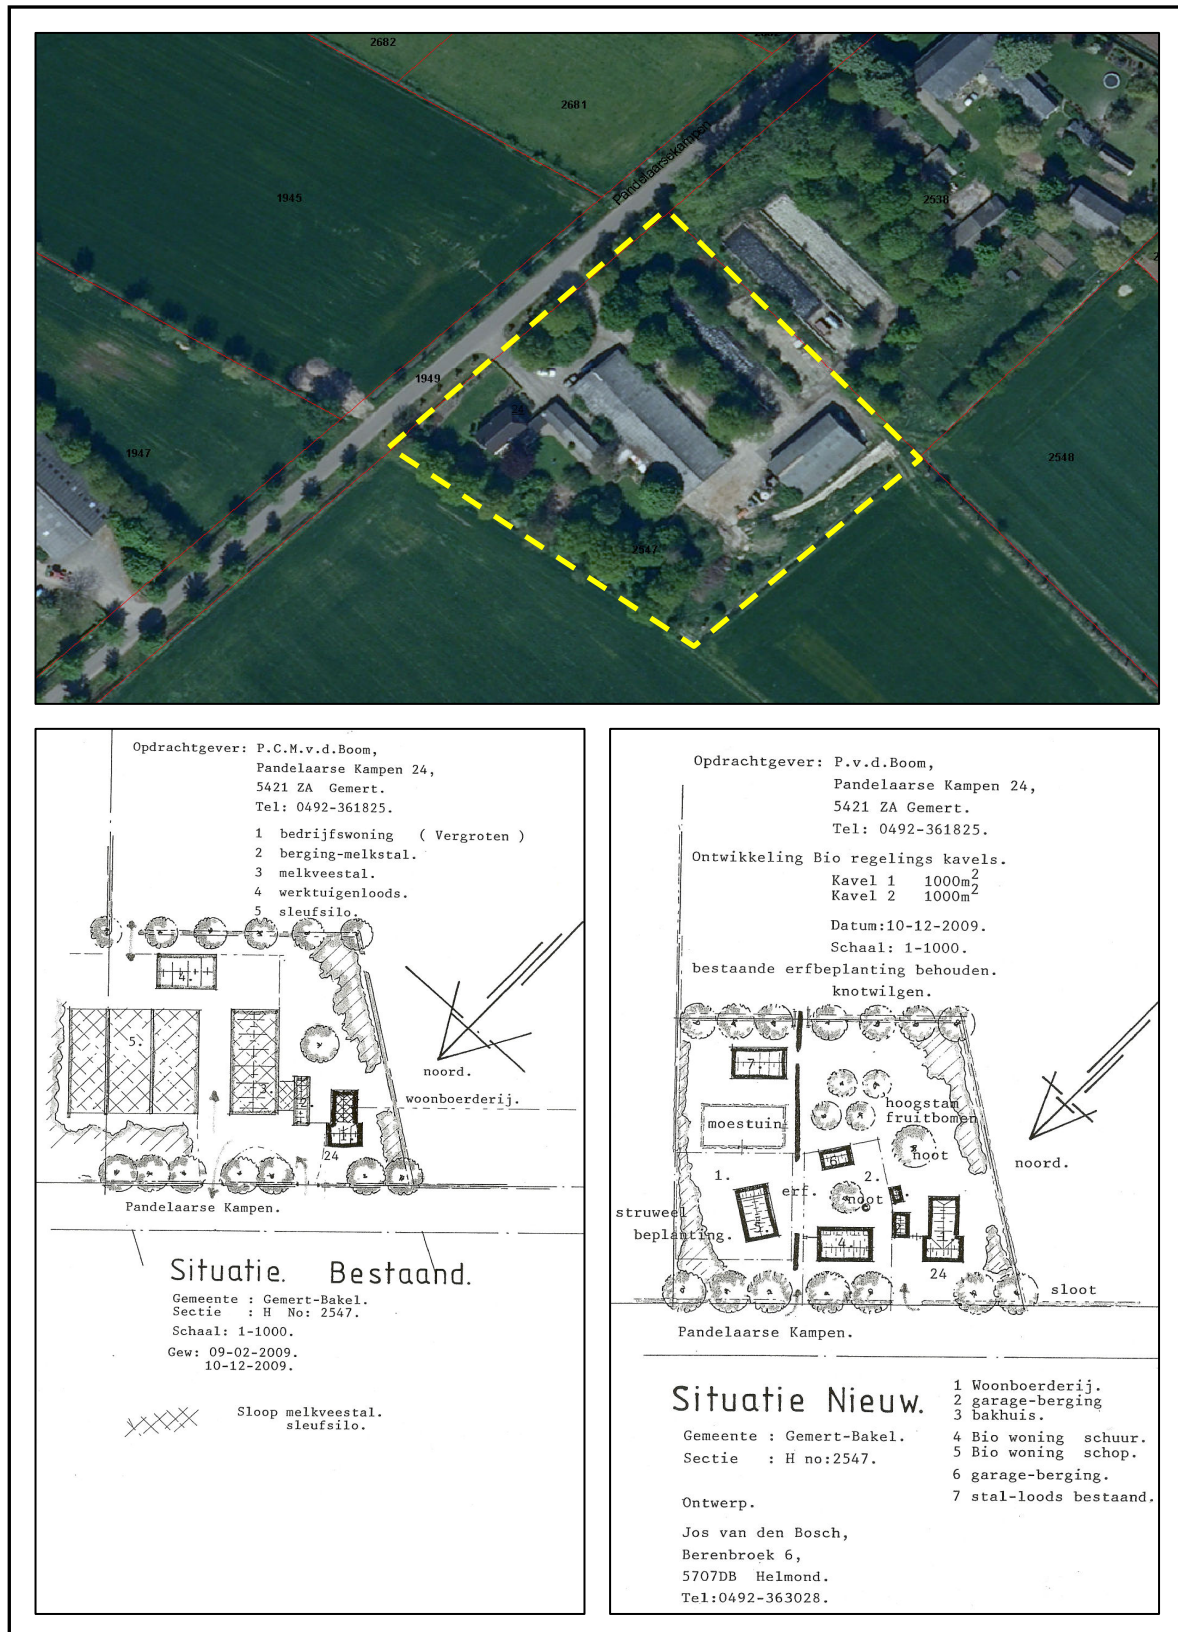 2682
2681
Pandelaarsekampen
1945
2538
1949
24
1947
2548
2547
Opdrachtgever: P.C.M.v.d.Boom,
Pandelaarse Kampen 24,
5421 ZA Gemert.
Tel: 0492-361825.
1 bedrijfswoning ( Vergroten )
2 berging-melkstal.
3 melkveestal.
4 werktuigenloods.
5 sleufsilo.
4.
5.
3.
2.
1.
24
noord.
woonboerderij.
Pandelaarse Kampen.
Situatie. Bestaand.
Gemeente : Gemert-Bakel.
Sectie : H No: 2547.
Schaal: 1-1000.
Gew: 09-02-2009.
10-12-2009.
Sloop melkveestal.
sleufsilo.
Opdrachtgever: P.v.d.Boom,
Pandelaarse Kampen 24,
5421 ZA Gemert.
Tel: 0492-361825.
Ontwikkeling Bio regelings kavels.
Kavel 1 1000m2
Kavel 2 1000m2
Datum:10-12-2009.
Schaal: 1-1000.
bestaande erfbeplanting behouden.
knotwilgen.
7.
moestuin
hoogstam
fruitbomen
noot
6.
1.
2.
erf.
noot
struweel
beplanting.
5.
4.
1.
24
noord.
sloot
Pandelaarse Kampen.
Situatie Nieuw.
Gemeente : Gemert-Bakel.
Sectie : H no:2547.
1 Woonboerderij.
2 garage-berging
3 bakhuis.
4 Bio woning schuur.
5 Bio woning schop.
6 garage-berging.
7 stal-loods bestaand.
Ontwerp.
Jos van den Bosch,
Berenbroek 6,
5707DB Helmond.
Tel:0492-363028.